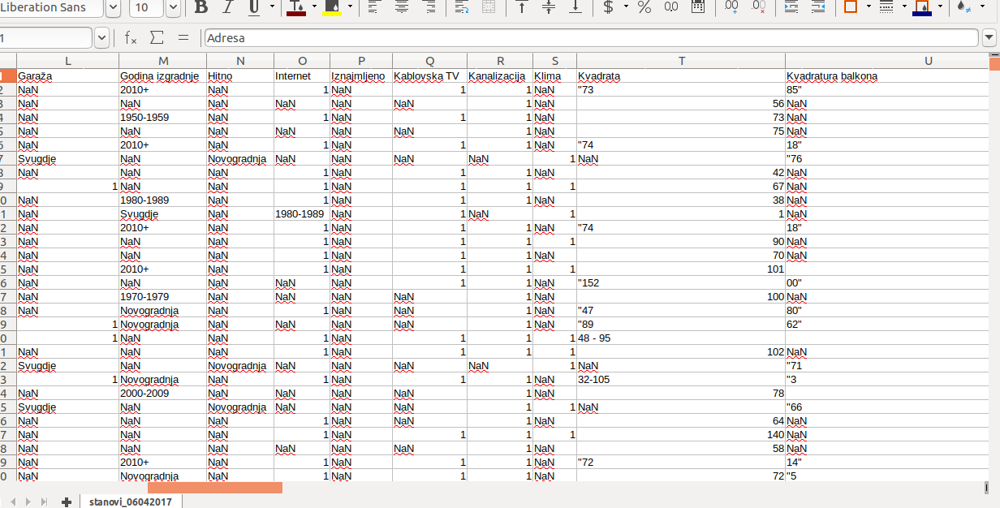 Liberation Sans 10 B I U $ % 0.0 .00 .00
1 fx Σ = Adresa
L M N O P Q R S T U
1 Garaža Godina izgradnje Hitno Internet Iznajmljeno Kablovska TV Kanalizacija Klima Kvadrata Kvadratura balkona
2 NaN 2010+ NaN 1 NaN 1 1 NaN "73 85"
3 NaN NaN NaN NaN NaN NaN 1 NaN 56 NaN
4 NaN 1950-1959 NaN 1 NaN 1 1 NaN 73 NaN
5 NaN NaN NaN NaN NaN NaN 1 NaN 75 NaN
6 NaN 2010+ NaN 1 NaN 1 1 NaN "74 18"
7 Svugdje NaN Novogradnja NaN NaN NaN NaN 1 NaN "76
8 NaN NaN NaN 1 NaN 1 1 NaN 42 NaN
9 1 NaN NaN 1 NaN 1 1 1 67 NaN
0 NaN 1980-1989 NaN 1 NaN 1 1 NaN 38 NaN
1 NaN Svugdje NaN 1980-1989 NaN 1 NaN 1 1 NaN
2 NaN 2010+ NaN 1 NaN 1 1 NaN "74 18"
3 NaN NaN NaN 1 NaN 1 1 1 90 NaN
4 NaN NaN NaN 1 NaN 1 1 NaN 70 NaN
5 NaN 2010+ NaN 1 NaN 1 1 1 101
6 NaN NaN NaN NaN NaN 1 1 NaN "152 00"
7 NaN 1970-1979 NaN NaN NaN NaN 1 NaN 100 NaN
8 NaN Novogradnja NaN 1 NaN NaN 1 NaN "47 80"
9 1 Novogradnja NaN NaN NaN NaN 1 NaN "89 62"
0 1 NaN NaN 1 NaN 1 1 1 48 - 95
1 NaN NaN NaN 1 NaN 1 1 1 102 NaN
2 Svugdje NaN Novogradnja NaN NaN NaN NaN 1 NaN "71
3 1 Novogradnja NaN 1 NaN 1 1 NaN 32-105 "3
4 NaN 2000-2009 NaN NaN NaN NaN 1 NaN 78
5 Svugdje NaN Novogradnja NaN NaN NaN 1 1 NaN "66
6 NaN NaN NaN 1 NaN NaN 1 NaN 64 NaN
7 NaN NaN NaN 1 NaN 1 1 1 140 NaN
8 NaN NaN NaN NaN NaN NaN 1 NaN 58 NaN
9 NaN 2010+ NaN 1 NaN 1 1 NaN "72 14"
0 NaN Novogradnja NaN 1 NaN 1 1 NaN 72 "5
stanovi_06042017